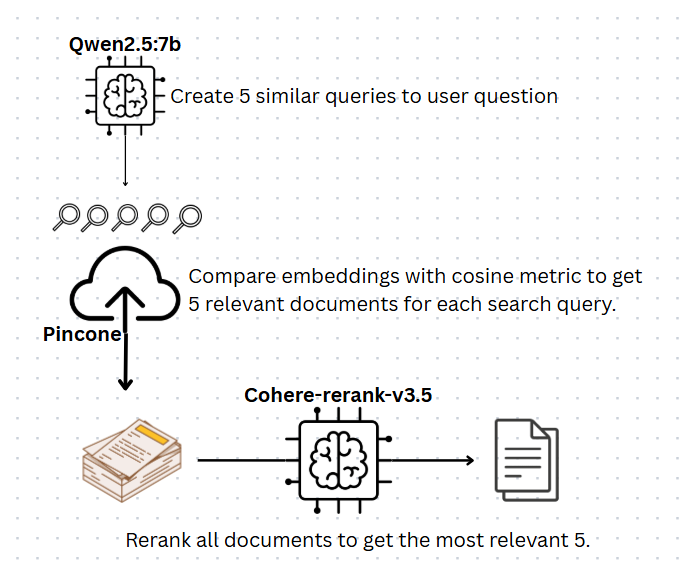 Qwen2.5:7b
Create 5 similar queries to user question
Compare embeddings with cosine metric to get
5 relevant documents for each search query.
Pincone
Cohere-rerank-v3.5
Rerank all documents to get the most relevant 5.